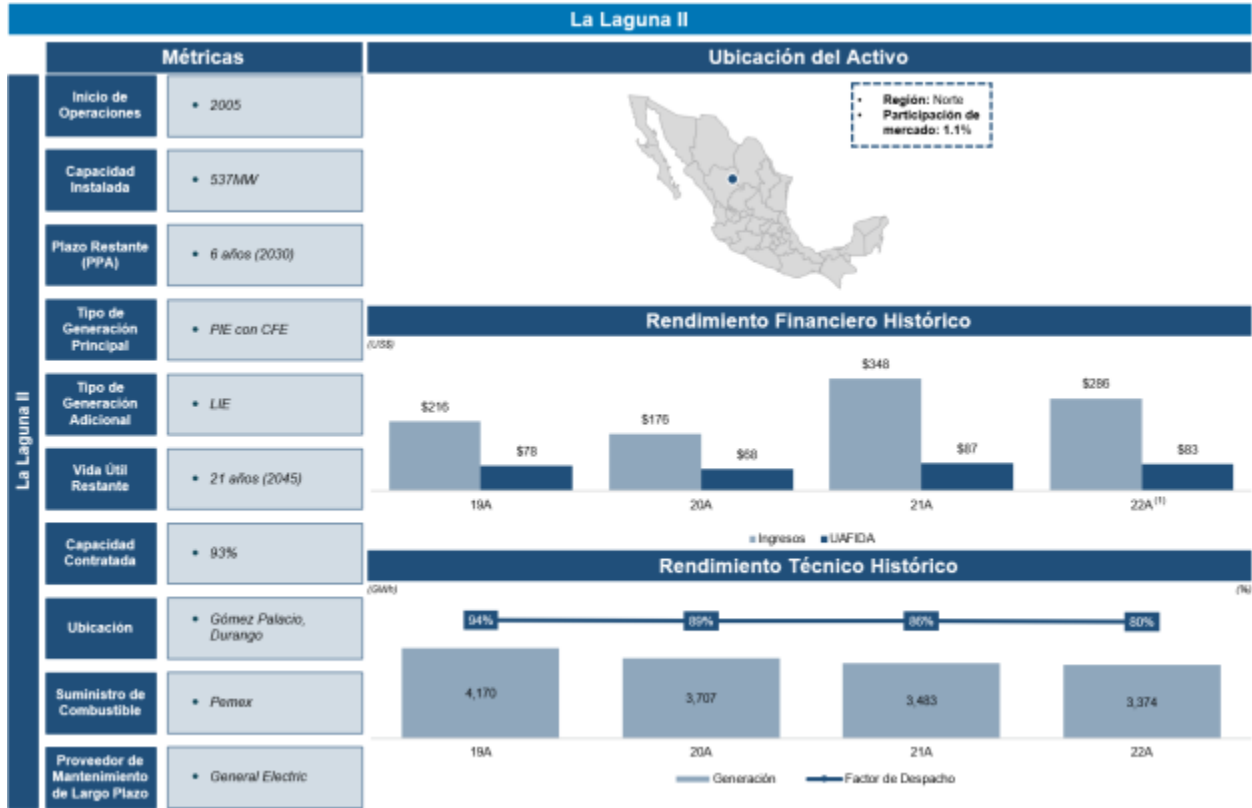 La Laguna II
Métricas
La Laguna II
Inicio de
Operaciones
• 2005
Capacidad
Instalada
• 537MW
Plazo Restante
(PPA)
• 6 años (2030)
Tipo de
Generación
Principal
• PIE con CFE
Tipo de
Generación
Adicional
• LIE
Vida Útil
Restante
• 21 años (2045)
Capacidad
Contratada
• 93%
Ubicación
• Gómez Palacio,
Durango
Suministro de
Combustible
• Pemex
Proveedor de
Mantenimiento
de Largo Plazo
• General Electric
Ubicación del Activo
• Región: Norte
• Participación de
mercado: 1.1%
Rendimiento Financiero Histórico
(US$)
$216
$78
$176
$68
$348
$87
$286
$83
19A
20A
21A
22A (1)
Ingresos
UAFIDA
Rendimiento Técnico Histórico
(GWh)
(%)
94%
89%
86%
80%
4,170
3,707
3,483
3,374
19A
20A
21A
22A
Generación
Factor de Despacho